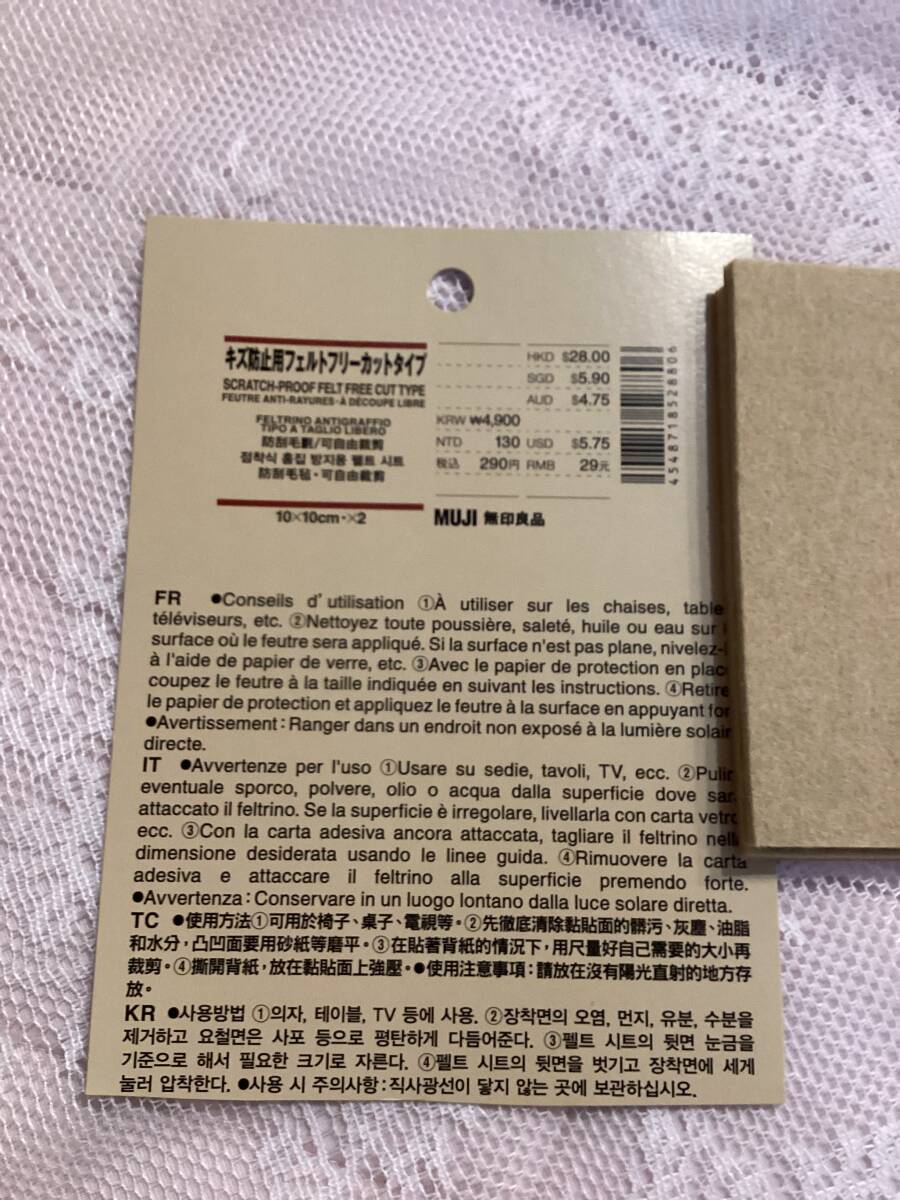 キズ防止用フェルトフリーカットタイプ
SCRATCH-PROOF FELT FREE CUT TYPE
FEUTRE ANTI-RAYURES・À DÉCOUPE LIBRE
FELTRINO ANTIGRAFFIO
TIPO A TAGLIO LIBERO
防刮毛氈/可自由裁剪
접착식 흠집 방지용 펠트 시트
防刮毛毡・可自由裁剪
10×10cm・×2
HKD $28.00
SGD $5.90
AUD $4.75
KRW ₩4,900
NTD 130 USD $5.75
税込 290円 RMB 29元
MUJI 無印良品
4548718528806
FR ●Conseils d'utilisation ①À utiliser sur les chaises, table
téléviseurs, etc. ②Nettoyez toute poussière, saleté, huile ou eau sur
surface où le feutre sera appliqué. Si la surface n'est pas plane, nivelez-
à l'aide de papier de verre, etc. ③Avec le papier de protection en plac
coupez le feutre à la taille indiquée en suivant les instructions. ④Retire
le papier de protection et appliquez le feutre à la surface en appuyant for
●Avertissement : Ranger dans un endroit non exposé à la lumière solair
directe.
IT ●Avvertenze per l'uso ①Usare su sedie, tavoli, TV, ecc. ②Pulir
eventuale sporco, polvere, olio o acqua dalla superficie dove sar
attaccato il feltrino. Se la superficie è irregolare, livellarla con carta vetr
ecc. ③Con la carta adesiva ancora attaccata, tagliare il feltrino nell
dimensione desiderata usando le linee guida. ④Rimuovere la carta
adesiva e attaccare il feltrino alla superficie premendo forte.
●Avvertenza : Conservare in un luogo lontano dalla luce solare diretta.
TC ●使用方法①可用於椅子、桌子、電視等。②先徹底清除黏貼面的髒污、灰塵、油脂
和水分，凸凹面要用砂紙等磨平。③在貼著背紙的情況下，用尺量好自己需要的大小再
裁剪。④撕開背紙，放在黏貼面上強壓。●使用注意事項：請放在沒有陽光直射的地方存
放。
KR ●사용방법 ①의자, 테이블, TV 등에 사용. ②장착면의 오염, 먼지, 유분, 수분을
제거하고 요철면은 사포 등으로 평탄하게 다듬어준다. ③펠트 시트의 뒷면 눈금을
기준으로 해서 필요한 크기로 자른다. ④펠트 시트의 뒷면을 벗기고 장착면에 세게
눌러 압착한다. ●사용 시 주의사항 : 직사광선이 닿지 않는 곳에 보관하십시오.